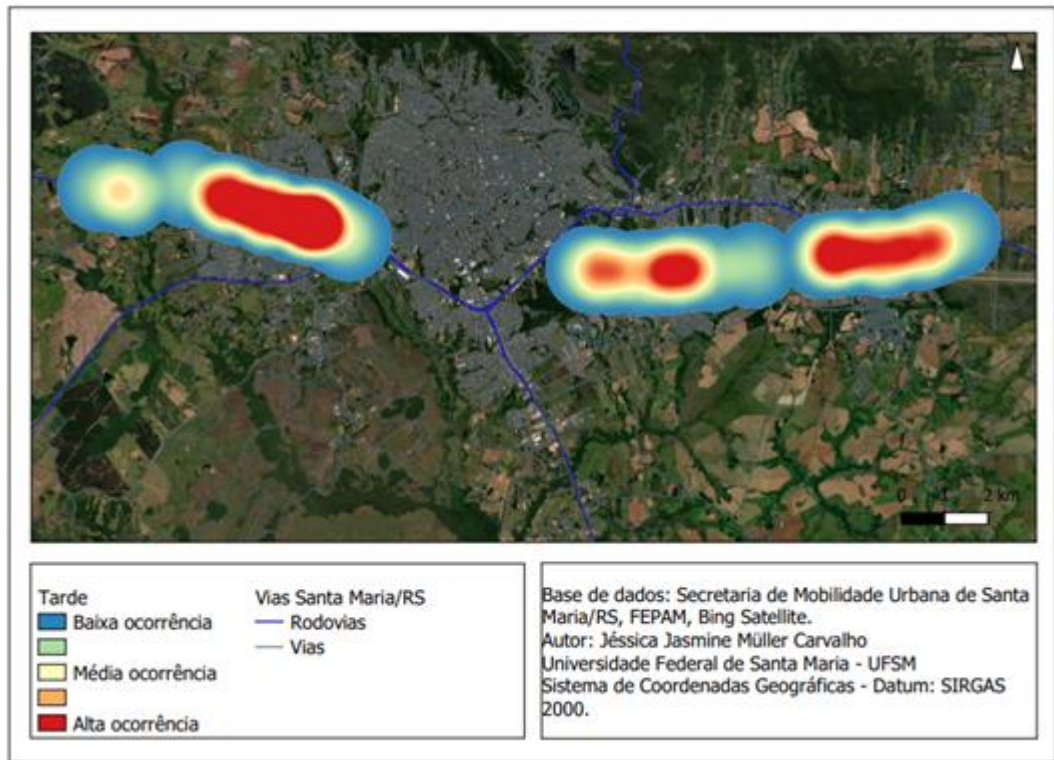 0 1 2 km
Tarde
Baixa ocorrência
Média ocorrência
Alta ocorrência
Vias Santa Maria/RS
Rodovias
Vias
Base de dados: Secretaria de Mobilidade Urbana de Santa
Maria/RS, FEPAM, Bing Satellite.
Autor: Jéssica Jasmine Müller Carvalho
Universidade Federal de Santa Maria - UFSM
Sistema de Coordenadas Geográficas - Datum: SIRGAS
2000.